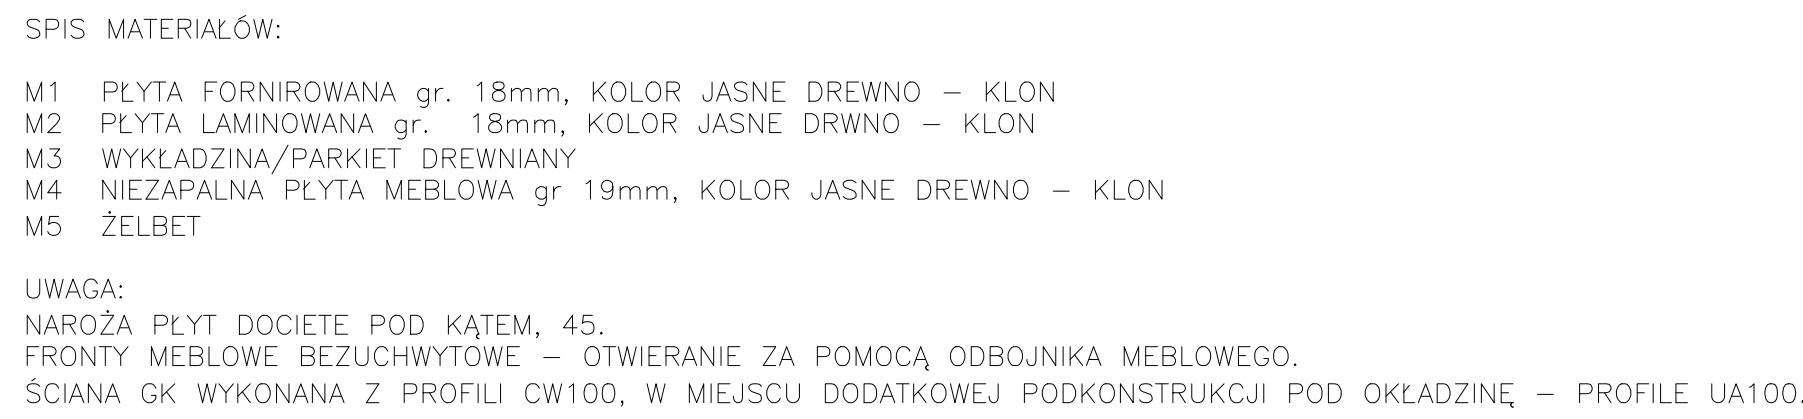 SPIS MATERIAŁÓW:
M1 PŁYTA FORNIROWANA gr. 18mm, KOLOR JASNE DREWNO – KLON
M2 PŁYTA LAMINOWANA gr. 18mm, KOLOR JASNE DRWNO – KLON
M3 WYKŁADZINA/PARKIET DREWNIANY
M4 NIEZAPALNA PŁYTA MEBLOWA gr 19mm, KOLOR JASNE DREWNO – KLON
M5 ŻELBET
UWAGA:
NAROŻA PŁYT DOCIETE POD KĄTEM, 45.
FRONTY MEBLOWE BEZUCHWYTOWE – OTWIERANIE ZA POMOCĄ ODBOJNIKA MEBLOWEGO.
ŚCIANA GK WYKONANA Z PROFILI CW100, W MIEJSCU DODATKOWEJ PODKONSTRUKCJI POD OKŁADZINĘ – PROFILE UA100.